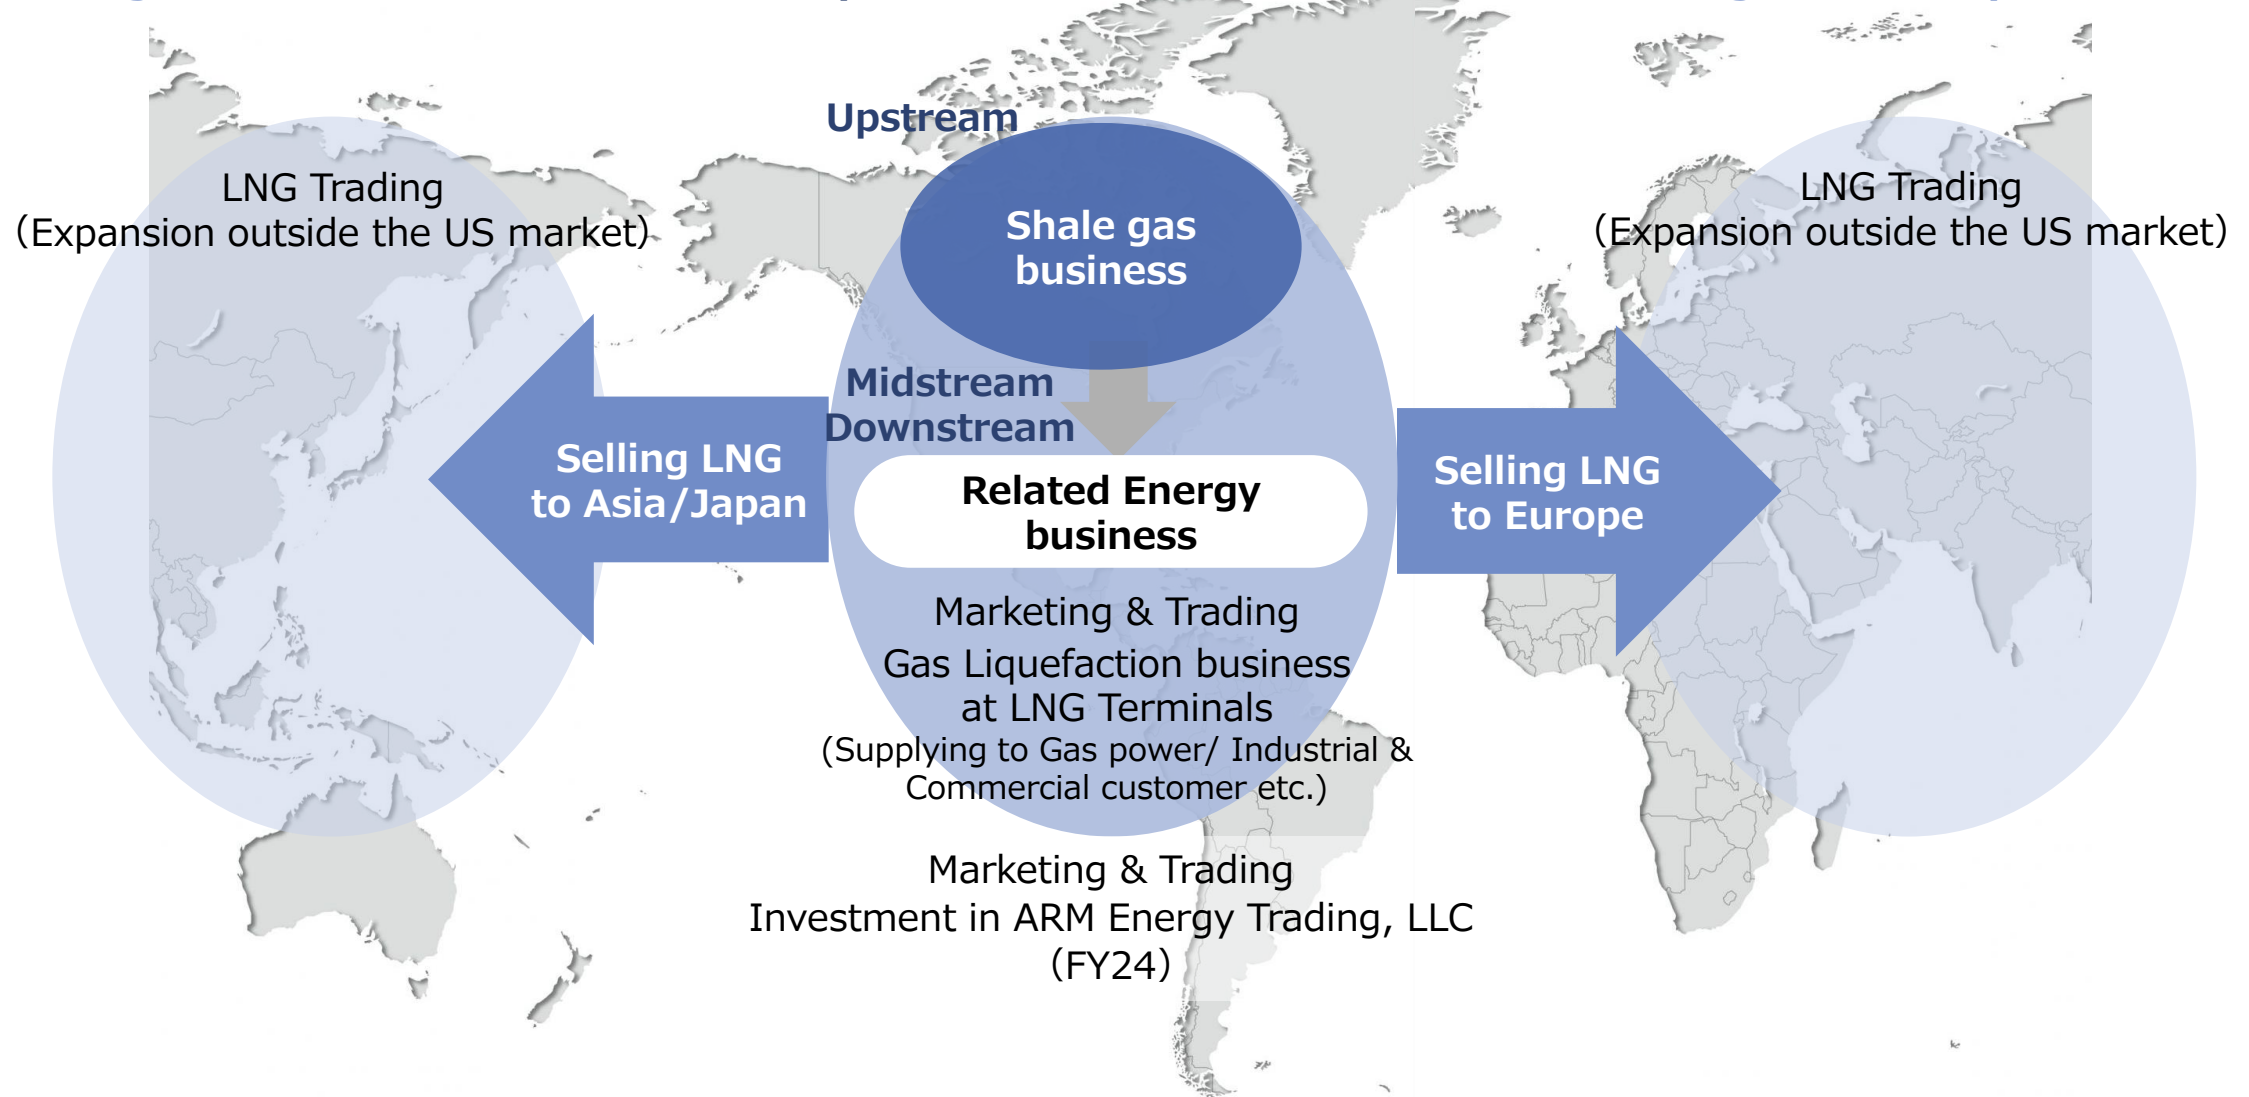 Upstream
LNG Trading
（Expansion outside the US market）
Shale gas
business
LNG Trading
（Expansion outside the US market）
Midstream
Downstream
Selling LNG
to Asia/Japan
Related Energy
business
Selling LNG
to Europe
Marketing & Trading
Gas Liquefaction business
at LNG Terminals
(Supplying to Gas power/ Industrial &
Commercial customer etc.)
Marketing & Trading
Investment in ARM Energy Trading, LLC
（FY24）